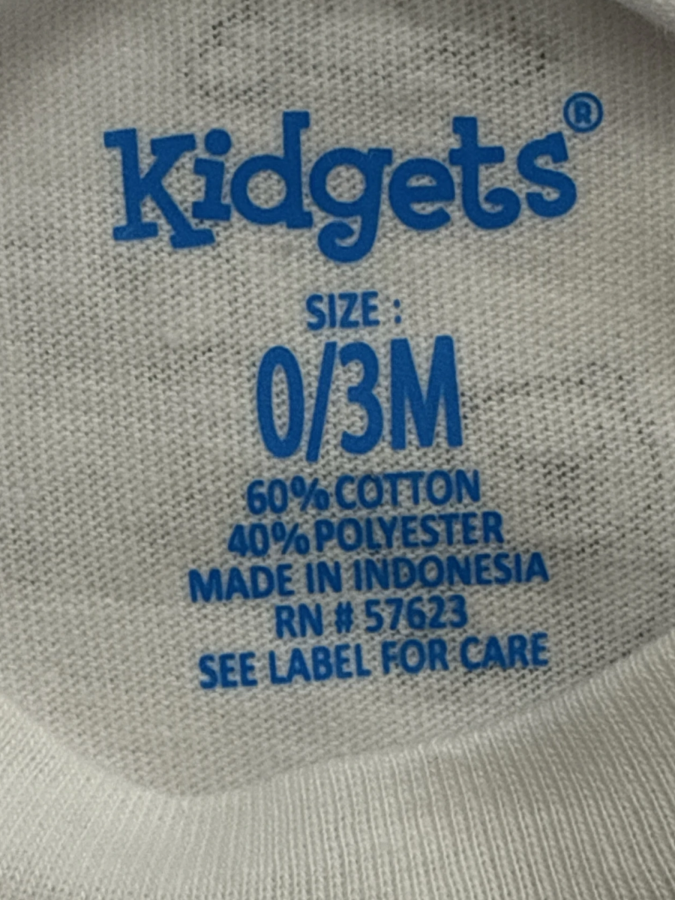 Kidgets®
SIZE :
0/3M
60%COTTON
40%POLYESTER
MADE IN INDONESIA
RN # 57623
SEE LABEL FOR CARE